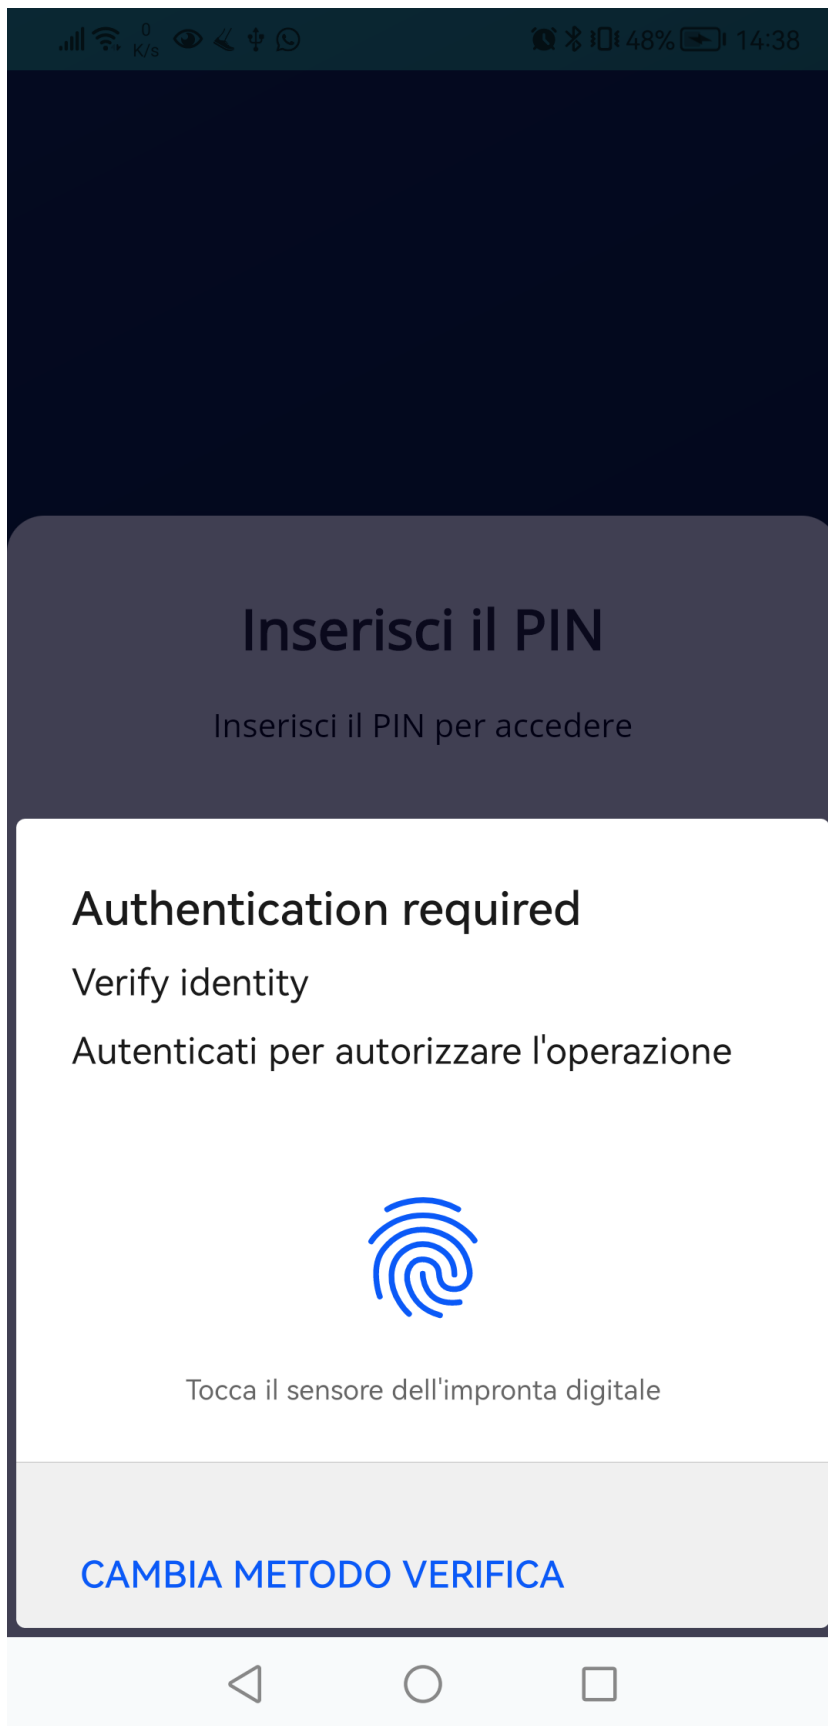 0
K/s
48%
14:38
Inserisci il PIN
Inserisci il PIN per accedere
Authentication required
Verify identity
Autenticati per autorizzare l'operazione
Tocca il sensore dell'impronta digitale
CAMBIA METODO VERIFICA